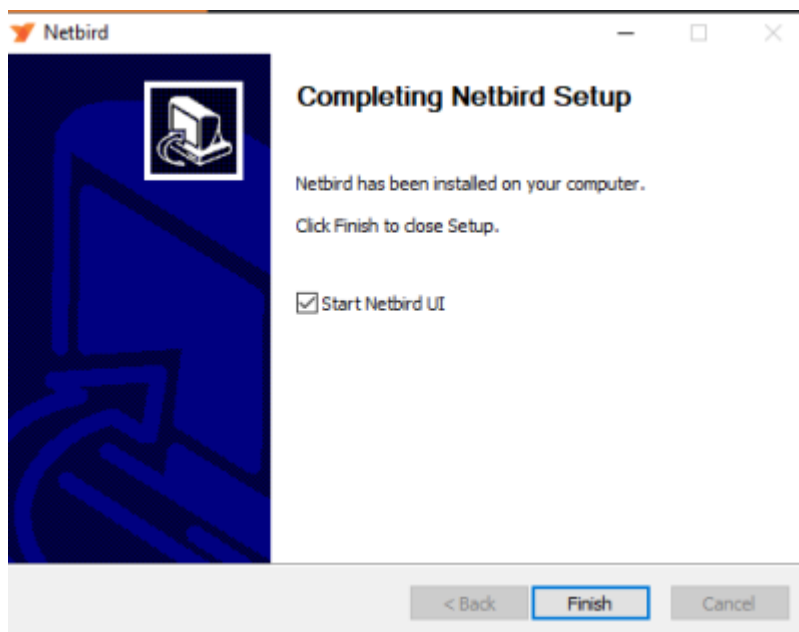 Netbird
Completing Netbird Setup
Netbird has been installed on your computer.
Click Finish to close Setup.
Start Netbird UI
< Back
Finish
Cancel